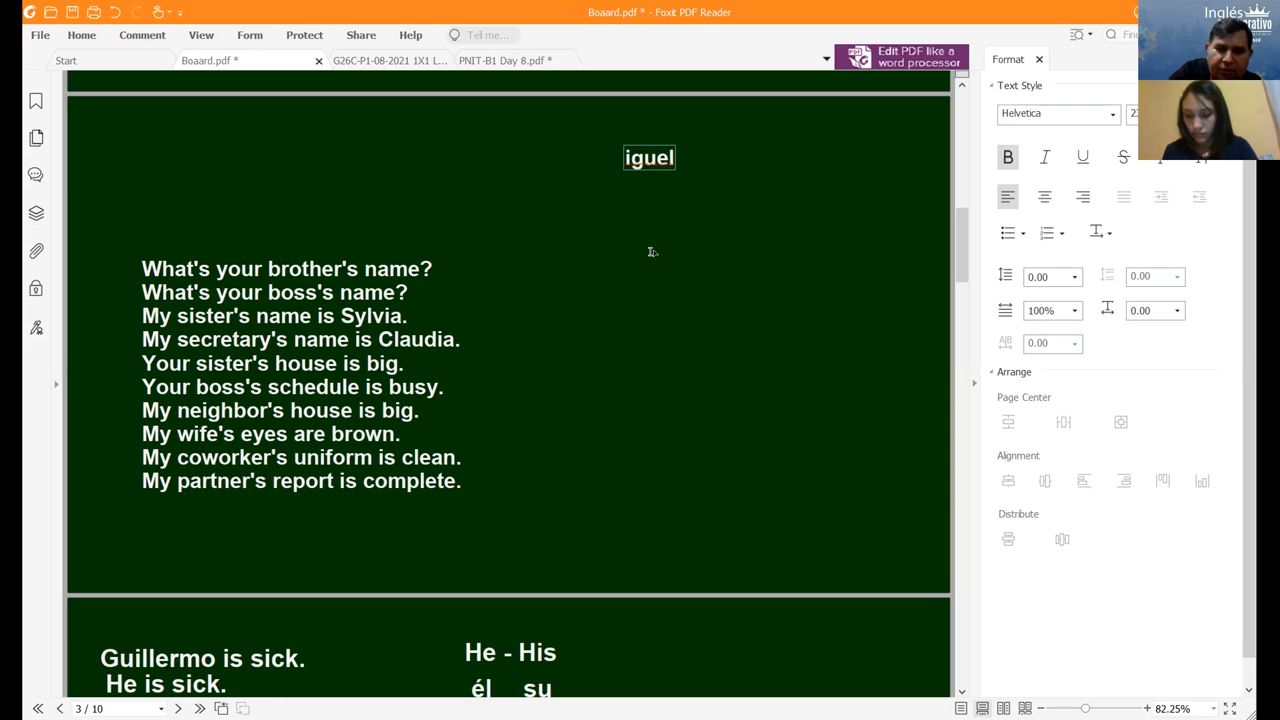 Boaard.pdf * - Foxit PDF Reader
Inglés
File Home Comment View Form Protect Share Help Tell me... Find
Start Boaard.pdf * G26C-P1-08-2021 1X1 L... PNIT-B1 Day 8.pdf *
Edit PDF like a
word processor
Format
Text Style
Helvetica
B I U S
iguel
What's your brother's name?
What's your boss's name?
My sister's name is Sylvia.
My secretary's name is Claudia.
Your sister's house is big.
Your boss's schedule is busy.
My neighbor's house is big.
My wife's eyes are brown.
My coworker's uniform is clean.
My partner's report is complete.
0.00 0.00
100% 0.00
0.00
Arrange
Page Center
Alignment
Distribute
Guillermo is sick. He - His
He is sick. él su
3 / 10 82.25%